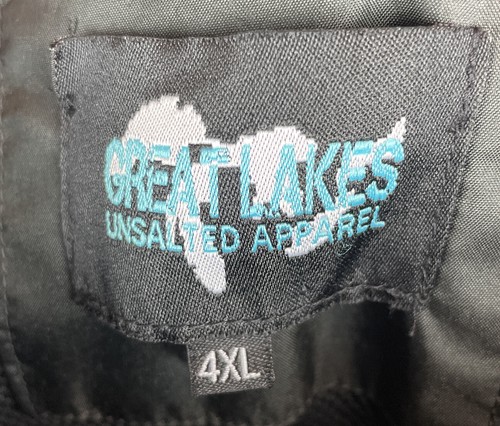 GREAT LAKES
UNSALTED APPAREL
4XL